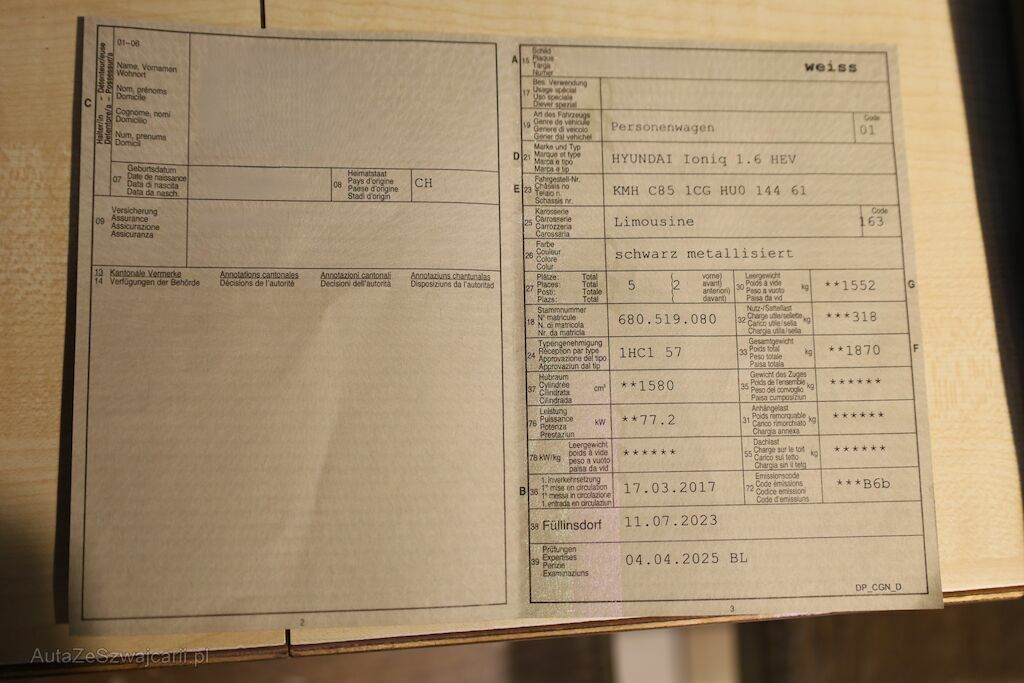 C
Halter/in - Détenteur/euse
Detentore/a - Possessur/a
01-06
Name, Vornamen
Wohnort
Nom, prénoms
Domicile
Cognome, nomi
Domicilio
Num, prenums
Domicil
07
Geburtsdatum
Date de naissance
Data di nascita
Data da nasch.
08
Heimatstaat
Pays d'origine
Paese d'origine
Stadi d'origin
CH
09
Versicherung
Assurance
Assicurazione
Assicuranza
13 Kantonale Vermerke Annotations cantonales Annotazioni cantonali Annotaziuns chantunalas
14 Verfügungen der Behörde Décisions de l'autorité Decisioni dell'autorità Disposiziuns da l'autoritad
2
A 15
Schild
Plaque
Targa
Numer
weiss
17
Bes. Verwendung
Usage spécial
Uso speciale
Diever spezial
19
Art des Fahrzeugs
Genre de véhicule
Genere di veicolo
Gener dal vehichel
Personenwagen
Code
01
D 21
Marke und Typ
Marque et type
Marca e tipo
Marca e tip
HYUNDAI Ioniq 1.6 HEV
E 23
Fahrgestell-Nr.
Châssis no
Telaio n.
Schassis nr.
KMH C85 1CG HU0 144 61
25
Karosserie
Carrosserie
Carrozzeria
Carossaria
Limousine
Code
163
26
Farbe
Couleur
Colore
Colur
schwarz metallisiert
27
Plätze: Total
Places: Total
Posti: Totale
Plazs: Total
5 (2
vorne)
avant)
anteriori)
davant)
30
Leergewicht
Poids à vide
Peso a vuoto
Paisa da vid
kg
**1552
G
18
Stammnummer
N° matricule
N. di matricola
Nr. da matricla
680.519.080
32
Nutz-/Sattellast
Charge utile/sellette
Carico utile/sella
Chargia utila/sella
kg
***318
24
Typengenehmigung
Réception par type
Approvazione del tipo
Approvaziun dal tip
1HC1 57
33
Gesamtgewicht
Poids total
Peso totale
Paisa totala
kg
**1870
F
37
Hubraum
Cylindrée
Cilindrata
Cilindrada
cm³
**1580
35
Gewicht des Zuges
Poids de l'ensemble
Peso del convoglio
Paisa cumposiziun
kg
******
76
Leistung
Puissance
Potenza
Prestaziun
kW
**77.2
31
Anhängelast
Poids remorquable
Carico rimorchiato
Chargia annexa
kg
******
78 kW/kg
Leergewicht
poids à vide
peso a vuoto
paisa da vid
******
55
Dachlast
Charge sur le toit
Carico sul tetto
Chargia sin il tetg
kg
******
B 36
1. Inverkehrsetzung
1re mise en circulation
1a messa in circolazione
1. entrada en circulaziun
17.03.2017
72
Emissionscode
Code émissions
Codice emissioni
Code d'emissiuns
***B6b
38 Füllinsdorf
11.07.2023
39
Prüfungen
Expertises
Perizie
Examinaziuns
04.04.2025 BL
DP_CGN_D
3
AutaZeSzwajcarii.pl